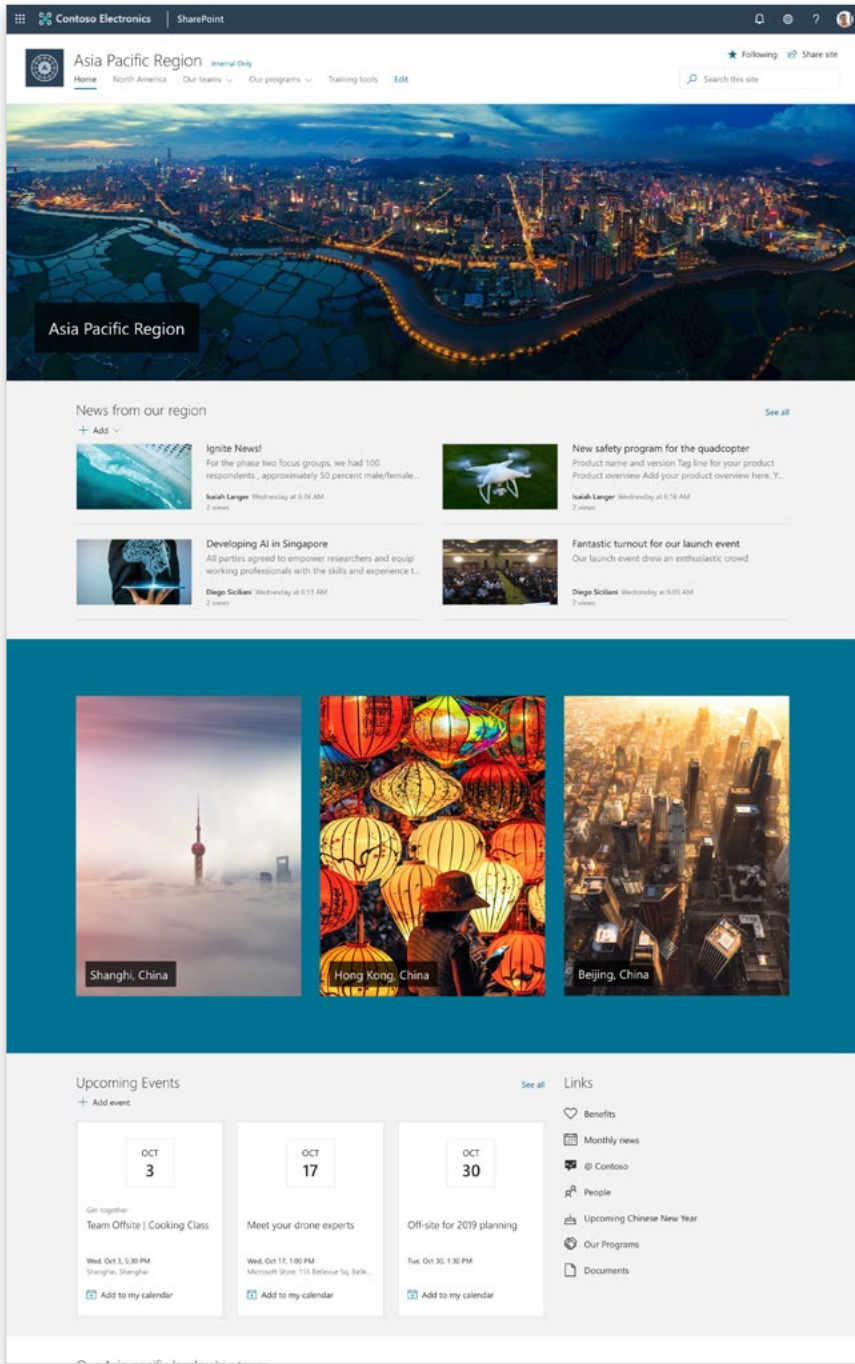 Contoso Electronics SharePoint
Asia Pacific Region Internal Only
Following Share site
Home North America Our teams Our programs Training tools Edit
Search this site
Asia Pacific Region
News from our region
See all
+ Add
Ignite News!
For the phase two focus groups, we had 100
respondents , approximately 50 percent male/female...
Isaiah Langer Wednesday at 6:04 AM
2 views
New safety program for the quadcopter
Product name and version Tag line for your product
Product overview Add your product overview here. Y...
Isaiah Langer Wednesday at 6:16 AM
2 views
Developing AI in Singapore
All parties agreed to empower researchers and equip
working professionals with the skills and experience t...
Diego Siciliani Wednesday at 6:13 AM
2 views
Fantastic turnout for our launch event
Our launch event drew an enthusiastic crowd
Diego Siciliani Wednesday at 6:05 AM
2 views
Shanghi, China
Hong Kong, China
Beijing, China
Upcoming Events
See all
+ Add event
OCT
3
Get together
Team Offsite | Cooking Class
Wed, Oct 3, 5:30 PM
Shanghai, Shanghai
Add to my calendar
OCT
17
Meet your drone experts
Wed, Oct 17, 1:00 PM
Microsoft Store, 116 Bellevue Sq, Belle...
Add to my calendar
OCT
30
Off-site for 2019 planning
Tue, Oct 30, 1:30 PM
Add to my calendar
Links
Benefits
Monthly news
@ Contoso
People
Upcoming Chinese New Year
Our Programs
Documents